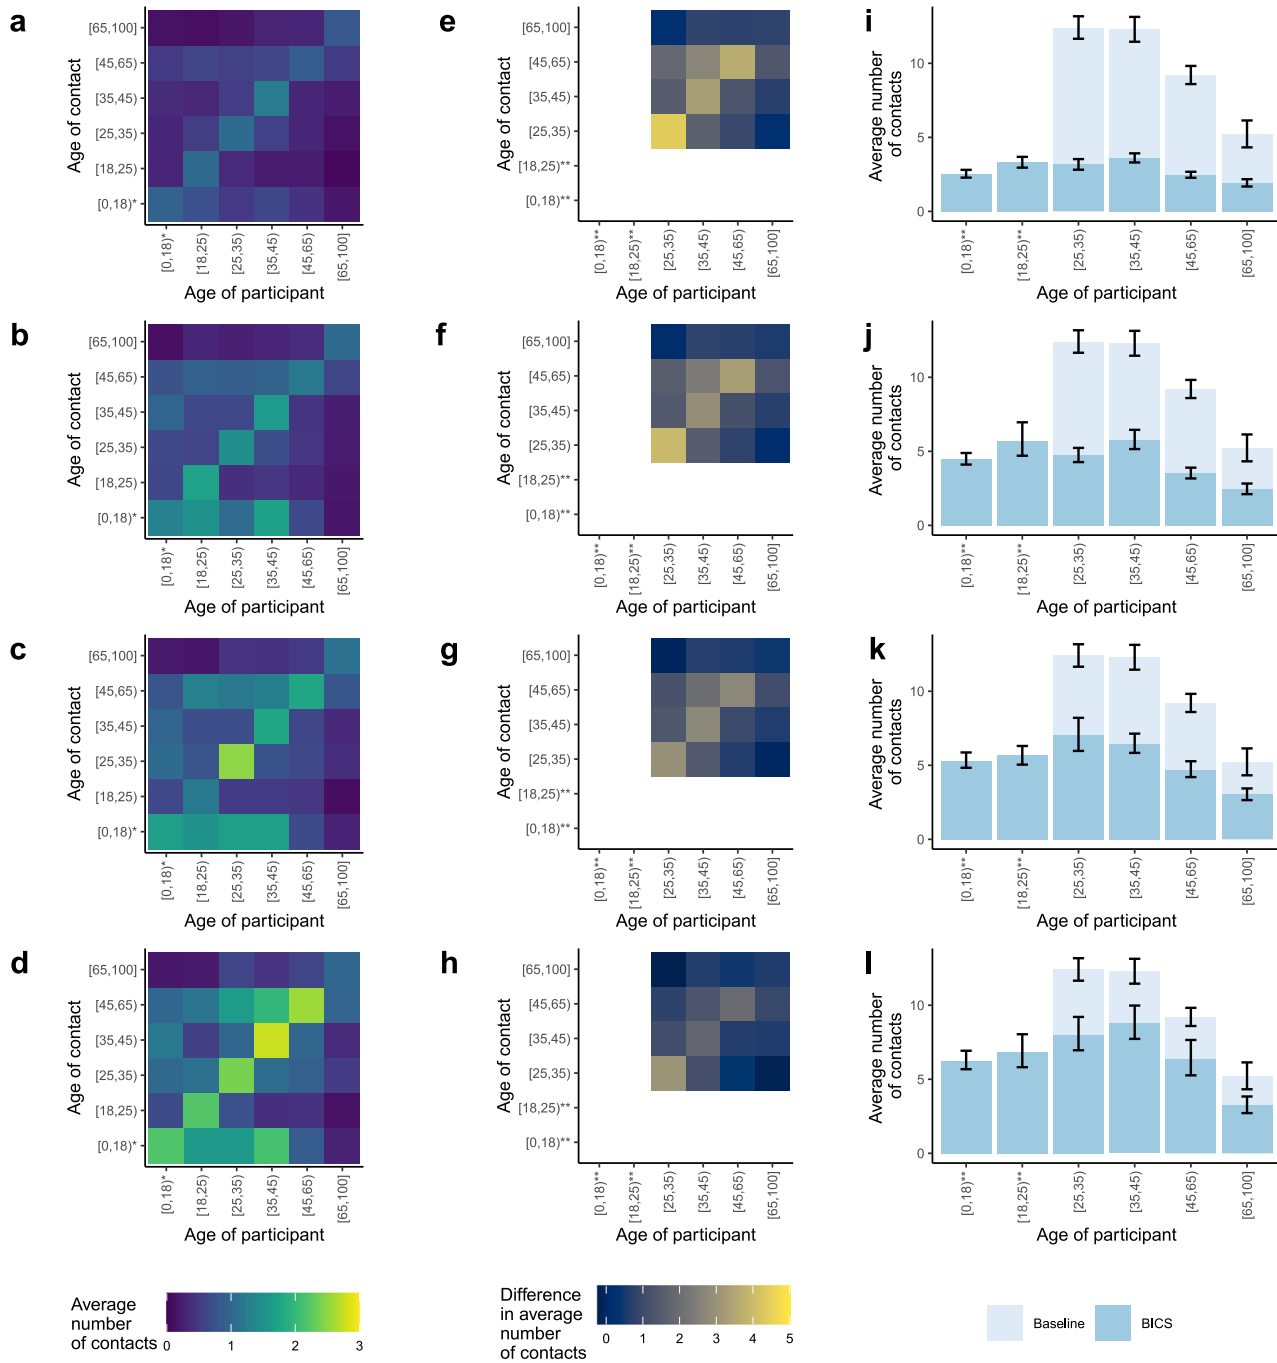 a
[65,100]
[45,65)
[35,45)
[25,35)
[18,25)
[0,18)*
Age of contact
[0,18)*
[18,25)
[25,35)
[35,45)
[45,65)
[65,100]
Age of participant
e
[65,100]
[45,65)
[35,45)
[25,35)
[18,25)**
[0,18)**
Age of contact
[0,18)**
[18,25)**
[25,35)
[35,45)
[45,65)
[65,100]
Age of participant
i
10
5
0
Average number
of contacts
[0,18)**
[18,25)**
[25,35)
[35,45)
[45,65)
[65,100]
Age of participant
b
[65,100]
[45,65)
[35,45)
[25,35)
[18,25)
[0,18)*
Age of contact
[0,18)*
[18,25)
[25,35)
[35,45)
[45,65)
[65,100]
Age of participant
f
[65,100]
[45,65)
[35,45)
[25,35)
[18,25)**
[0,18)**
Age of contact
[0,18)**
[18,25)**
[25,35)
[35,45)
[45,65)
[65,100]
Age of participant
j
10
5
0
Average number
of contacts
[0,18)**
[18,25)**
[25,35)
[35,45)
[45,65)
[65,100]
Age of participant
c
[65,100]
[45,65)
[35,45)
[25,35)
[18,25)
[0,18)*
Age of contact
[0,18)*
[18,25)
[25,35)
[35,45)
[45,65)
[65,100]
Age of participant
g
[65,100]
[45,65)
[35,45)
[25,35)
[18,25)**
[0,18)**
Age of contact
[0,18)**
[18,25)**
[25,35)
[35,45)
[45,65)
[65,100]
Age of participant
k
10
5
0
Average number
of contacts
[0,18)**
[18,25)**
[25,35)
[35,45)
[45,65)
[65,100]
Age of participant
d
[65,100]
[45,65)
[35,45)
[25,35)
[18,25)
[0,18)*
Age of contact
[0,18)*
[18,25)
[25,35)
[35,45)
[45,65)
[65,100]
Age of participant
h
[65,100]
[45,65)
[35,45)
[25,35)
[18,25)**
[0,18)**
Age of contact
[0,18)**
[18,25)**
[25,35)
[35,45)
[45,65)
[65,100]
Age of participant
l
10
5
0
Average number
of contacts
[0,18)**
[18,25)**
[25,35)
[35,45)
[45,65)
[65,100]
Age of participant
Average
number
of contacts
0 1 2 3
Difference
in average
number
of contacts
0 1 2 3 4 5
Baseline
BICS